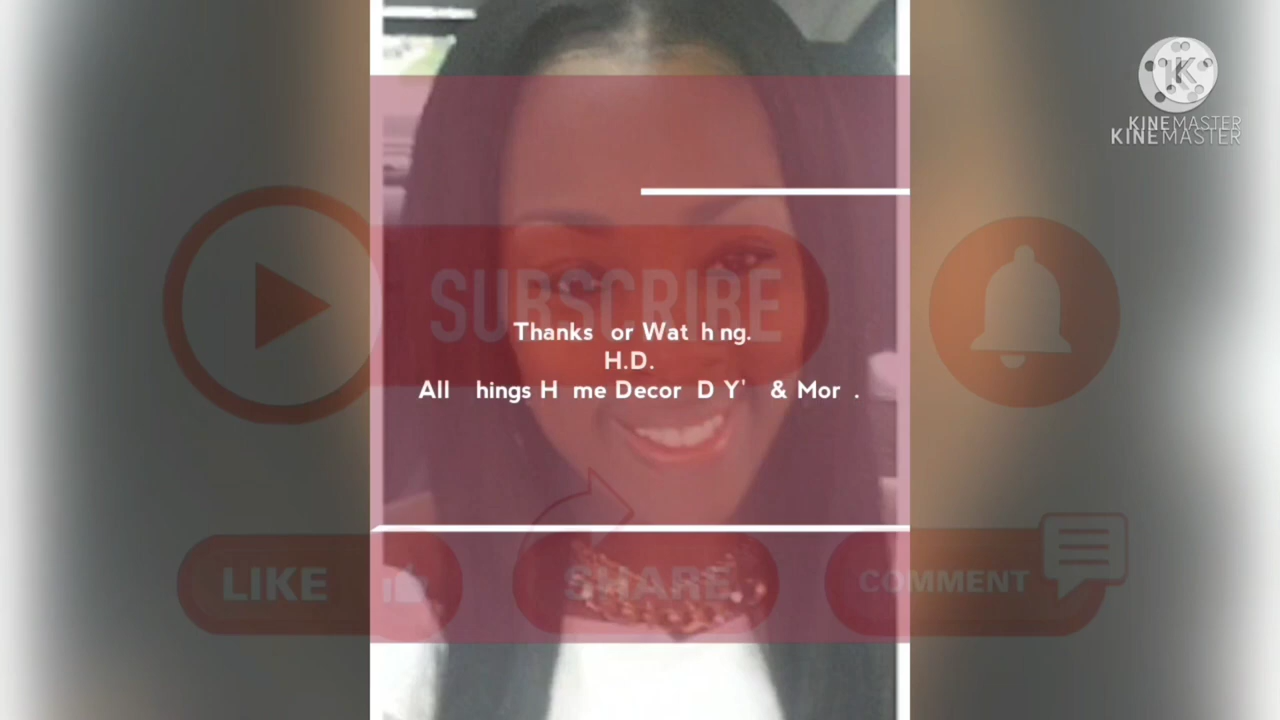 KINEMASTER
KINEMASTER
SUBSCRIBE
Thanks or Wat h ng.
H.D.
All hings H me Decor D Y' & Mor .
LIKE
SHARE
COMMENT